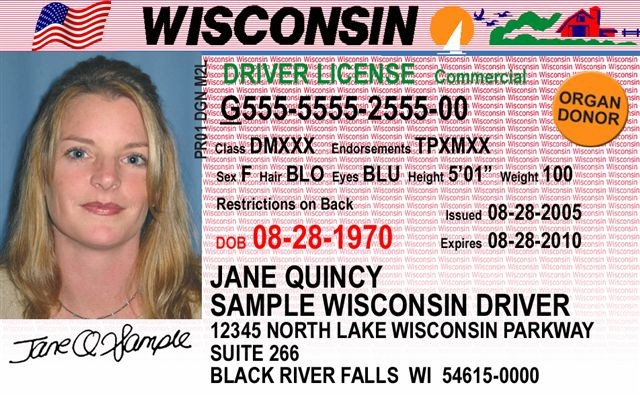 WISCONSIN
DRIVER LICENSE Commercial
G555-5555-2555-00
ORGAN DONOR
PR01 DGN M2L
Class DMXXX Endorsements TPXMXX
Sex F Hair BLO Eyes BLU Height 5'01" Weight 100
Restrictions on Back
Issued 08-28-2005
DOB 08-28-1970
Expires 08-28-2010
JANE QUINCY
SAMPLE WISCONSIN DRIVER
12345 NORTH LAKE WISCONSIN PARKWAY
SUITE 266
BLACK RIVER FALLS WI 54615-0000
Jane Q Sample